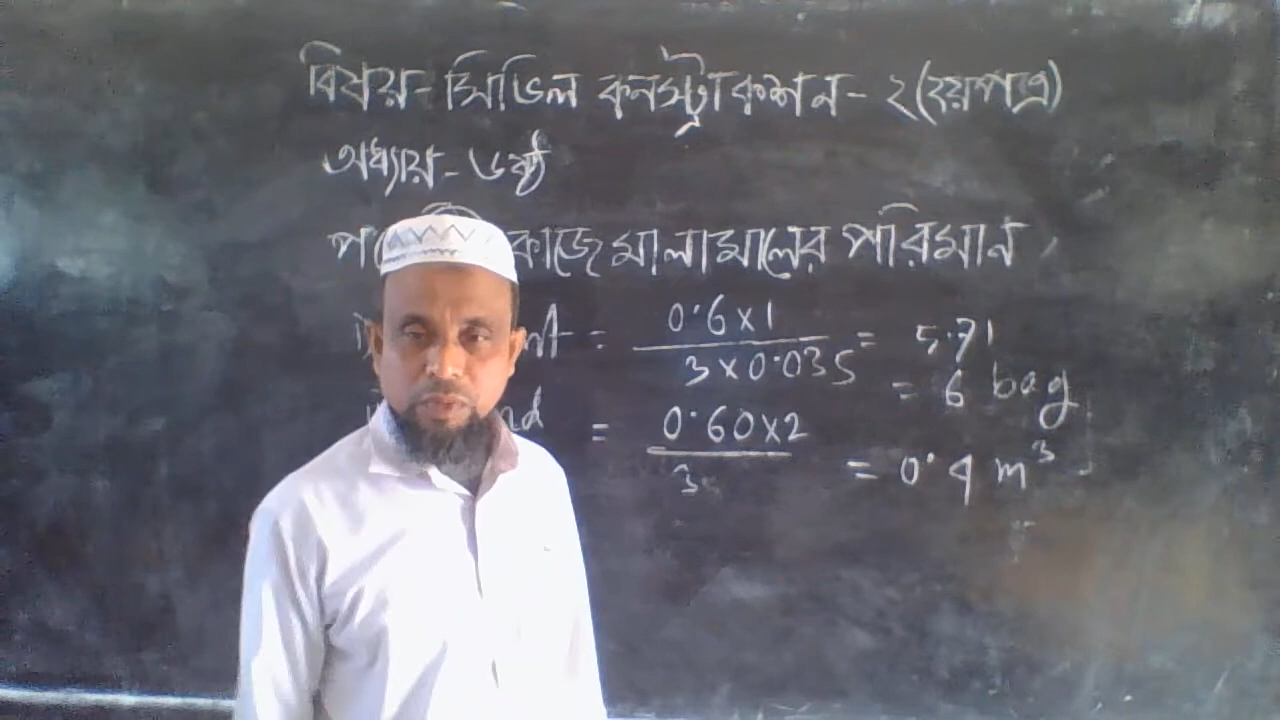 বিষয়- সিভিল কনস্ট্রাকশন - ২ (২য়পত্র)
অধ্যায়- ৬ষ্ঠ
কাজে মালামালের পরিমান
= 0.6x1 / 3x0.035 = 5.71
= 6 bag
= 0.60x2 / 3 = 0.4 m³